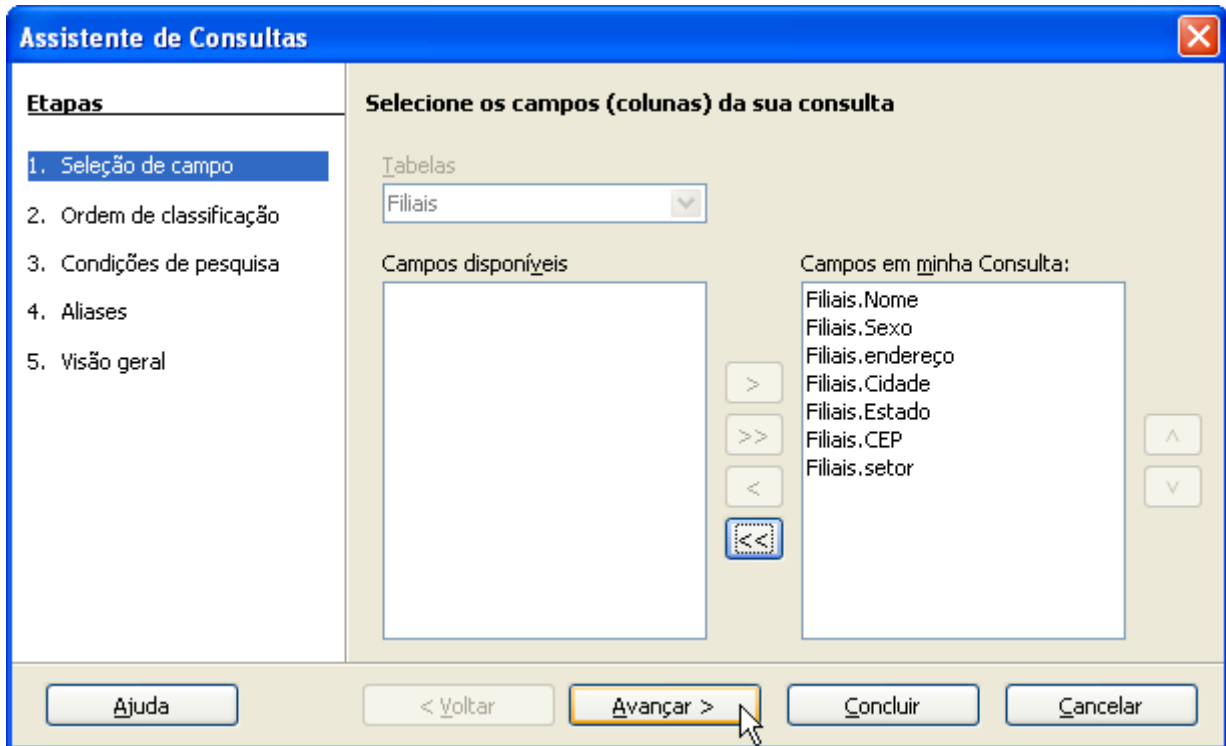 Assistente de Consultas
Etapas
1. Seleção de campo
2. Ordem de classificação
3. Condições de pesquisa
4. Aliases
5. Visão geral
Selecione os campos (colunas) da sua consulta
Tabelas
Filiais
Campos disponíveis
Campos em minha Consulta:
Filiais.Nome
Filiais.Sexo
Filiais.endereço
Filiais.Cidade
Filiais.Estado
Filiais.CEP
Filiais.setor
>
>>
<
<<
Ajuda
< Voltar
Avançar >
Concluir
Cancelar